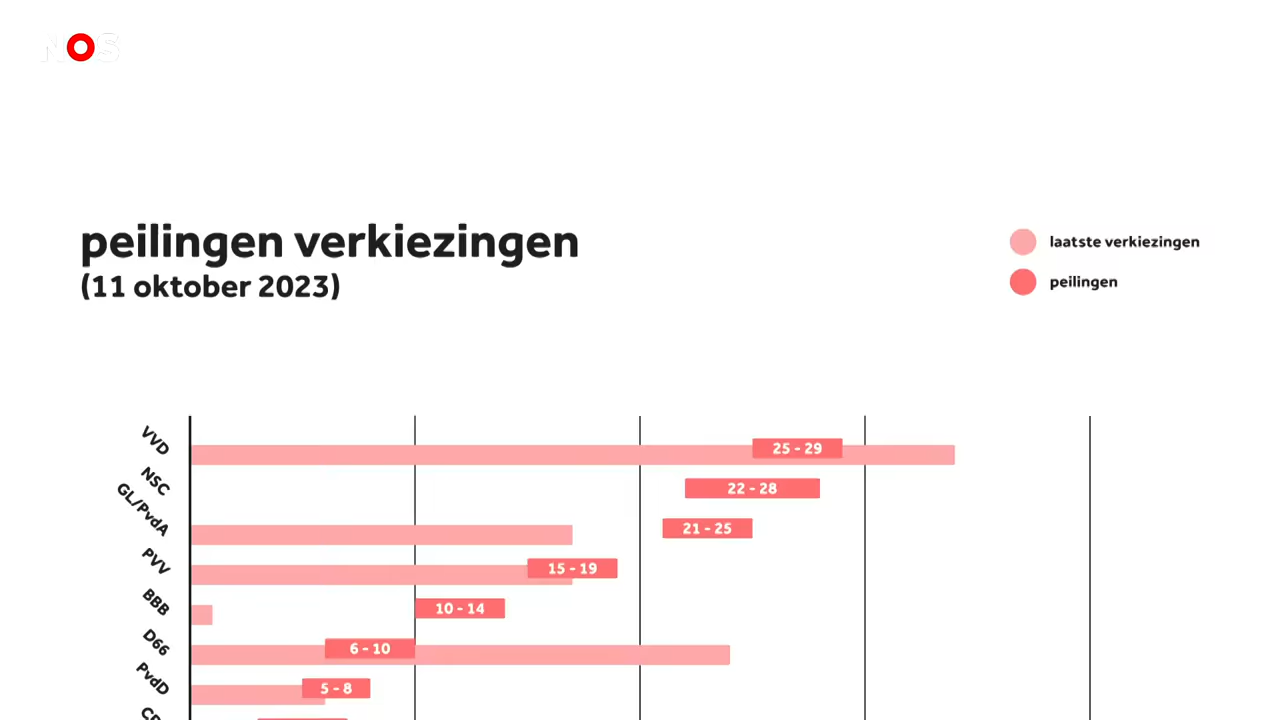 NOS
peilingen verkiezingen
(11 oktober 2023)
laatste verkiezingen
peilingen
VVD
25 - 29
NSC
22 - 28
GL/PvdA
21 - 25
PVV
15 - 19
BBB
10 - 14
D66
6 - 10
PvdD
5 - 8